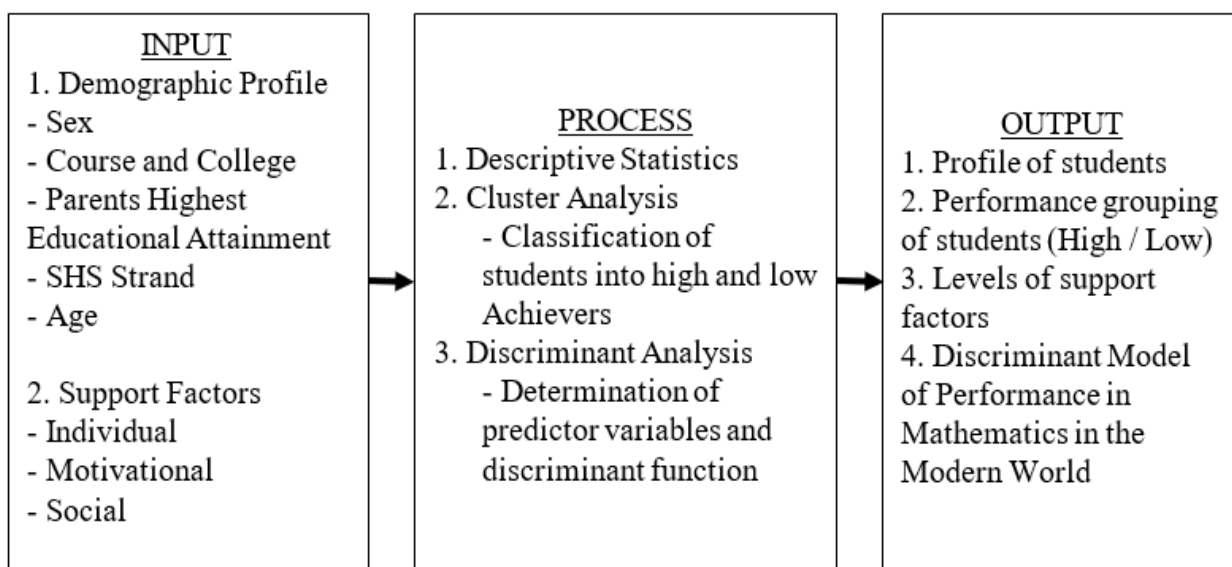 INPUT
1. Demographic Profile
- Sex
- Course and College
- Parents Highest
Educational Attainment
- SHS Strand
- Age
2. Support Factors
- Individual
- Motivational
- Social
PROCESS
1. Descriptive Statistics
2. Cluster Analysis
- Classification of
students into high and low
Achievers
3. Discriminant Analysis
- Determination of
predictor variables and
discriminant function
OUTPUT
1. Profile of students
2. Performance grouping
of students (High / Low)
3. Levels of support
factors
4. Discriminant Model
of Performance in
Mathematics in the
Modern World